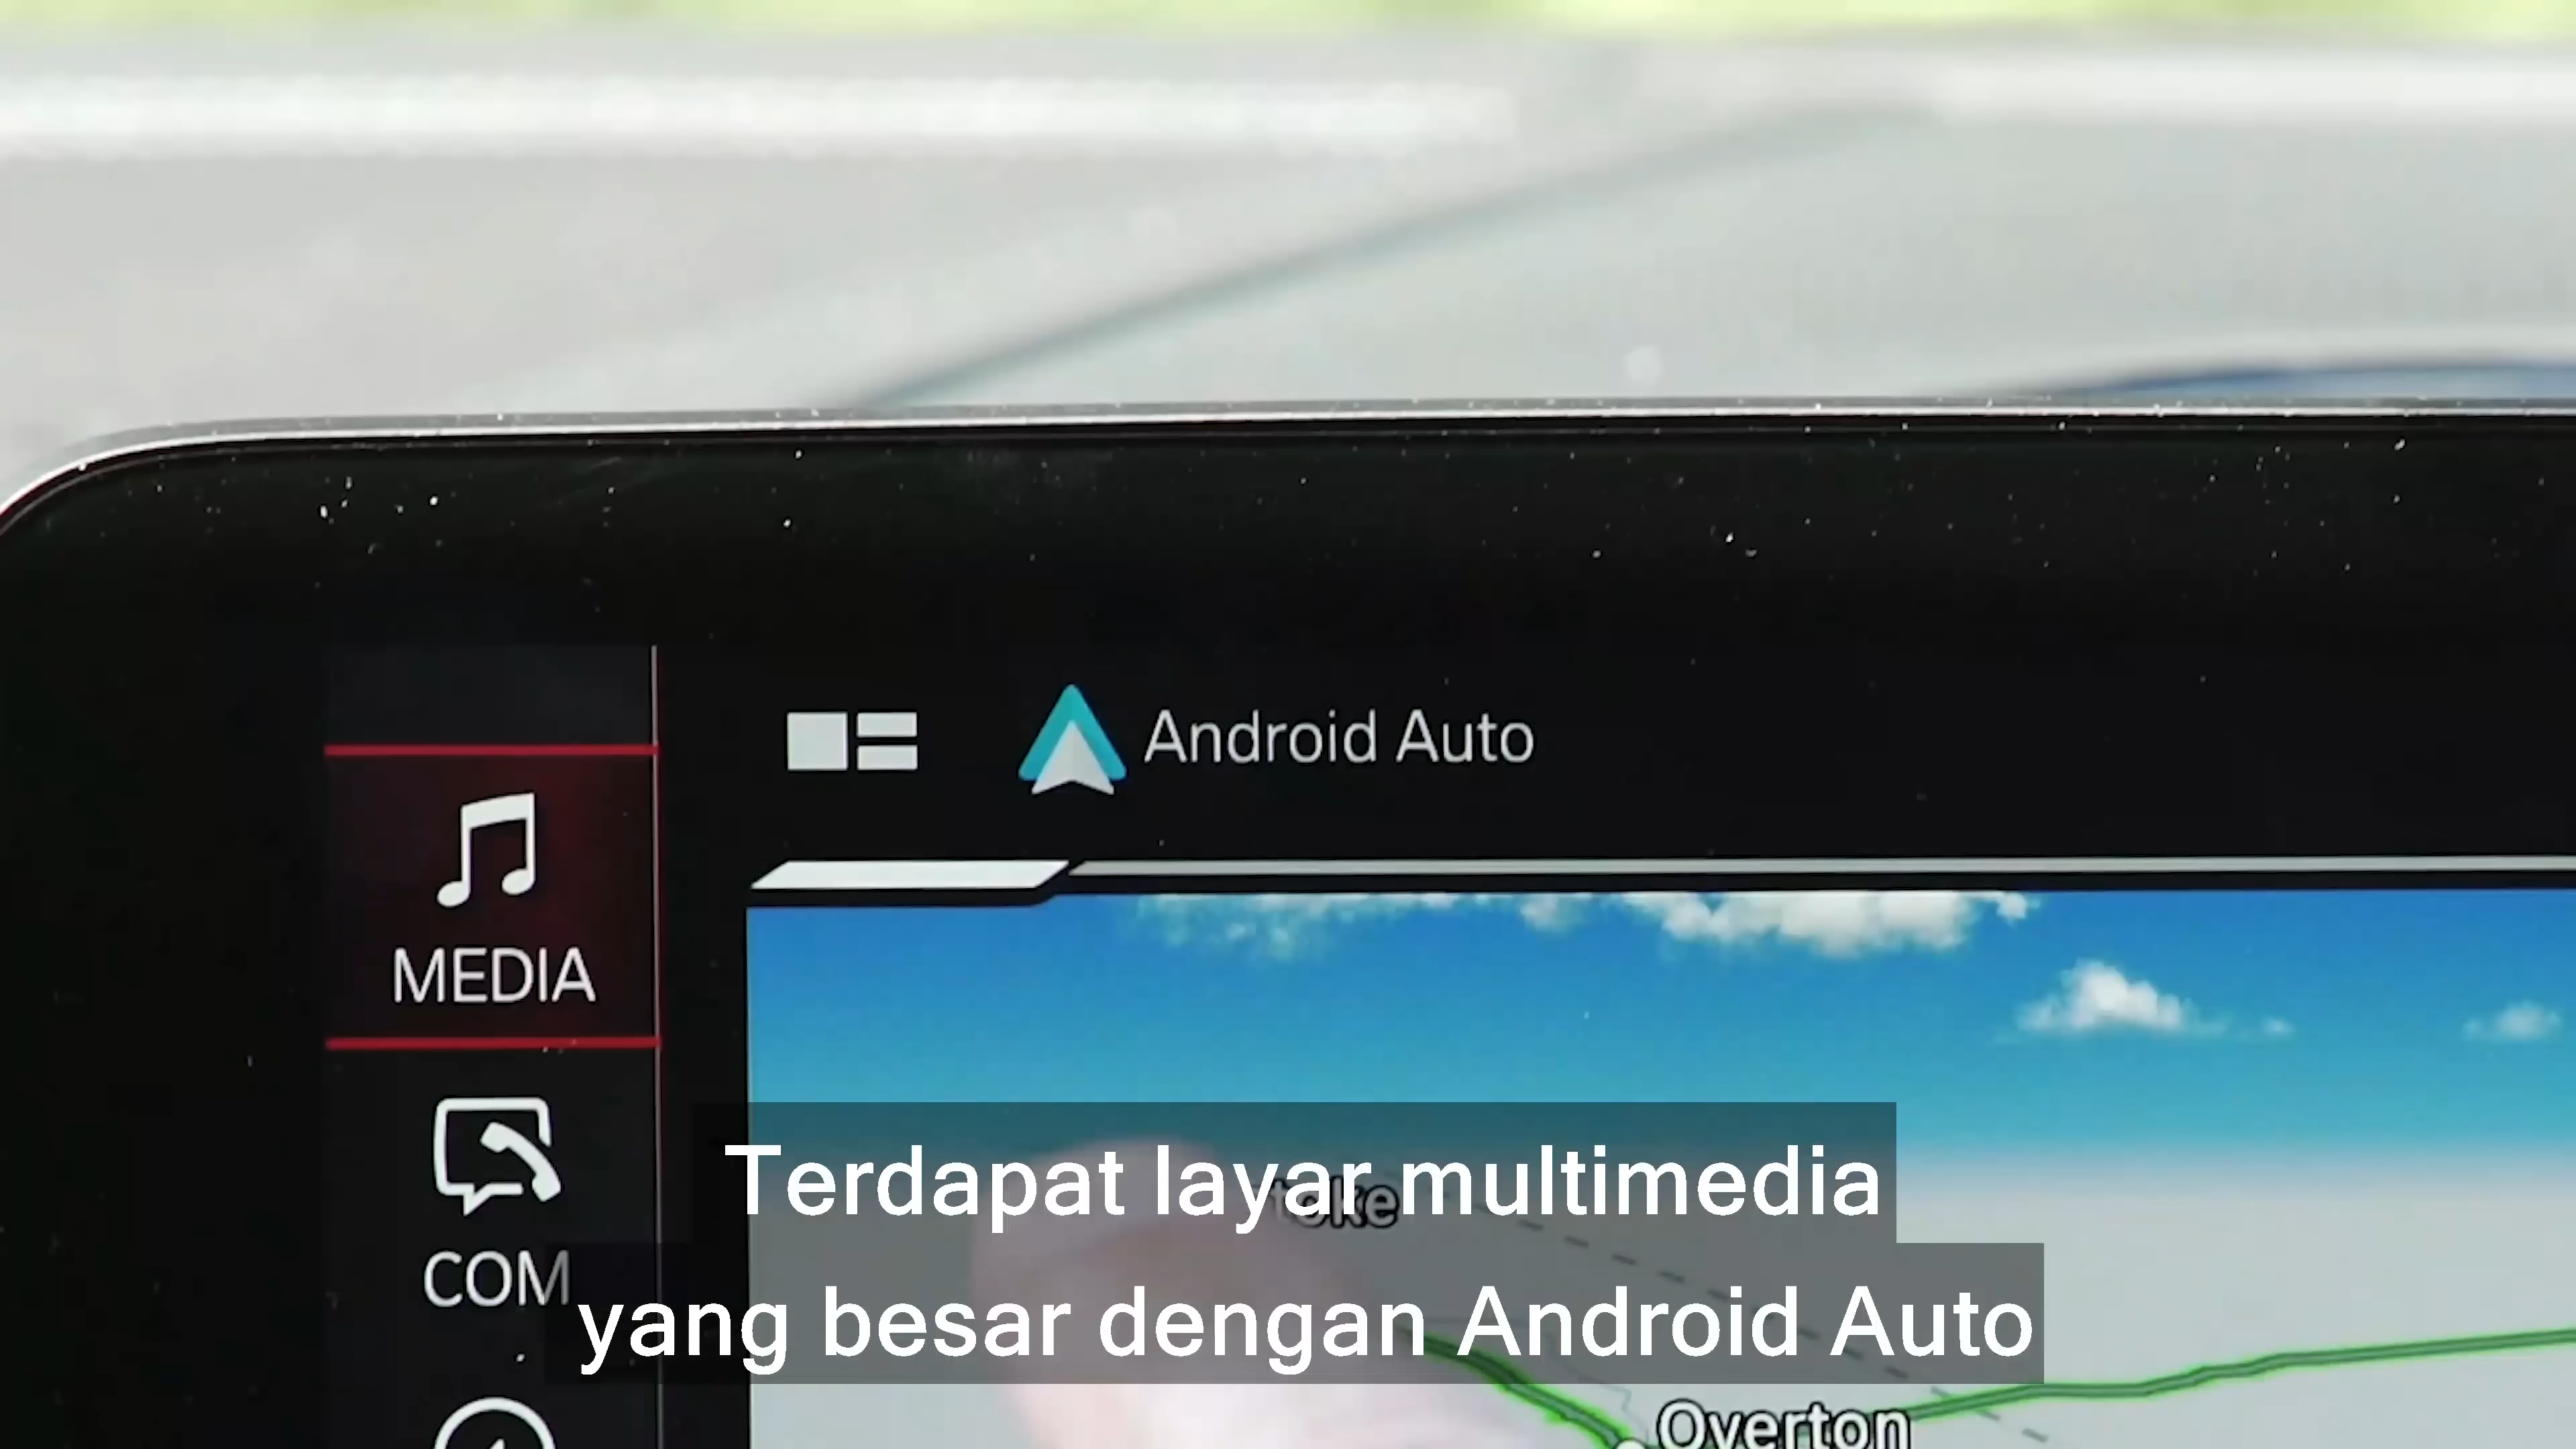 Android Auto
MEDIA
COM
Terdapat layar multimedia
yang besar dengan Android Auto
Overton